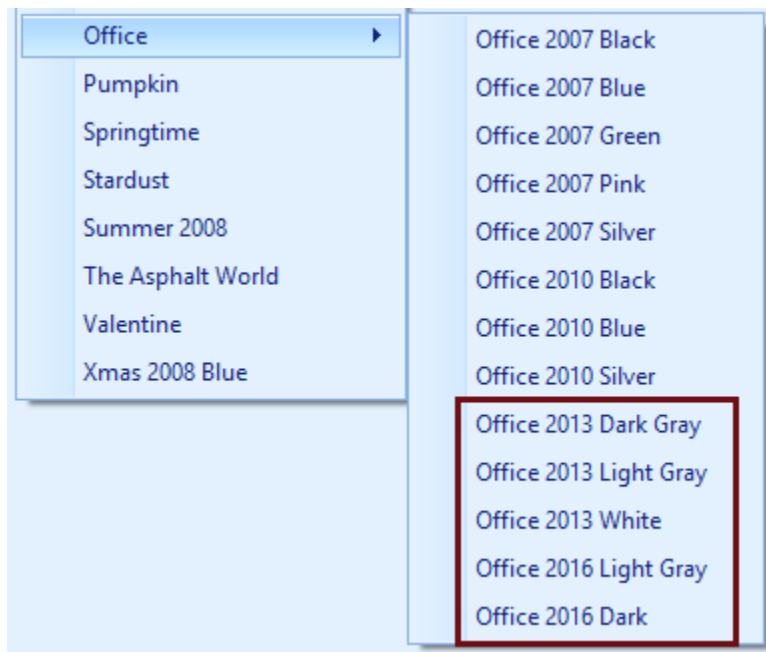 Office
Pumpkin
Springtime
Stardust
Summer 2008
The Asphalt World
Valentine
Xmas 2008 Blue
Office 2007 Black
Office 2007 Blue
Office 2007 Green
Office 2007 Pink
Office 2007 Silver
Office 2010 Black
Office 2010 Blue
Office 2010 Silver
Office 2013 Dark Gray
Office 2013 Light Gray
Office 2013 White
Office 2016 Light Gray
Office 2016 Dark